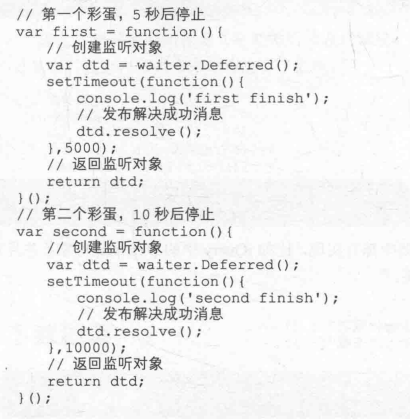 // 第一个彩蛋，5 秒后停止
var first = function(){
    // 创建监听对象
    var dtd = waiter.Deferred();
    setTimeout(function(){
        console.log('first finish');
        // 发布解决成功消息
        dtd.resolve();
    },5000);
    // 返回监听对象
    return dtd;
}();
// 第二个彩蛋，10 秒后停止
var second = function(){
    // 创建监听对象
    var dtd = waiter.Deferred();
    setTimeout(function(){
        console.log('second finish');
        // 发布解决成功消息
        dtd.resolve();
    },10000);
    // 返回监听对象
    return dtd;
}();